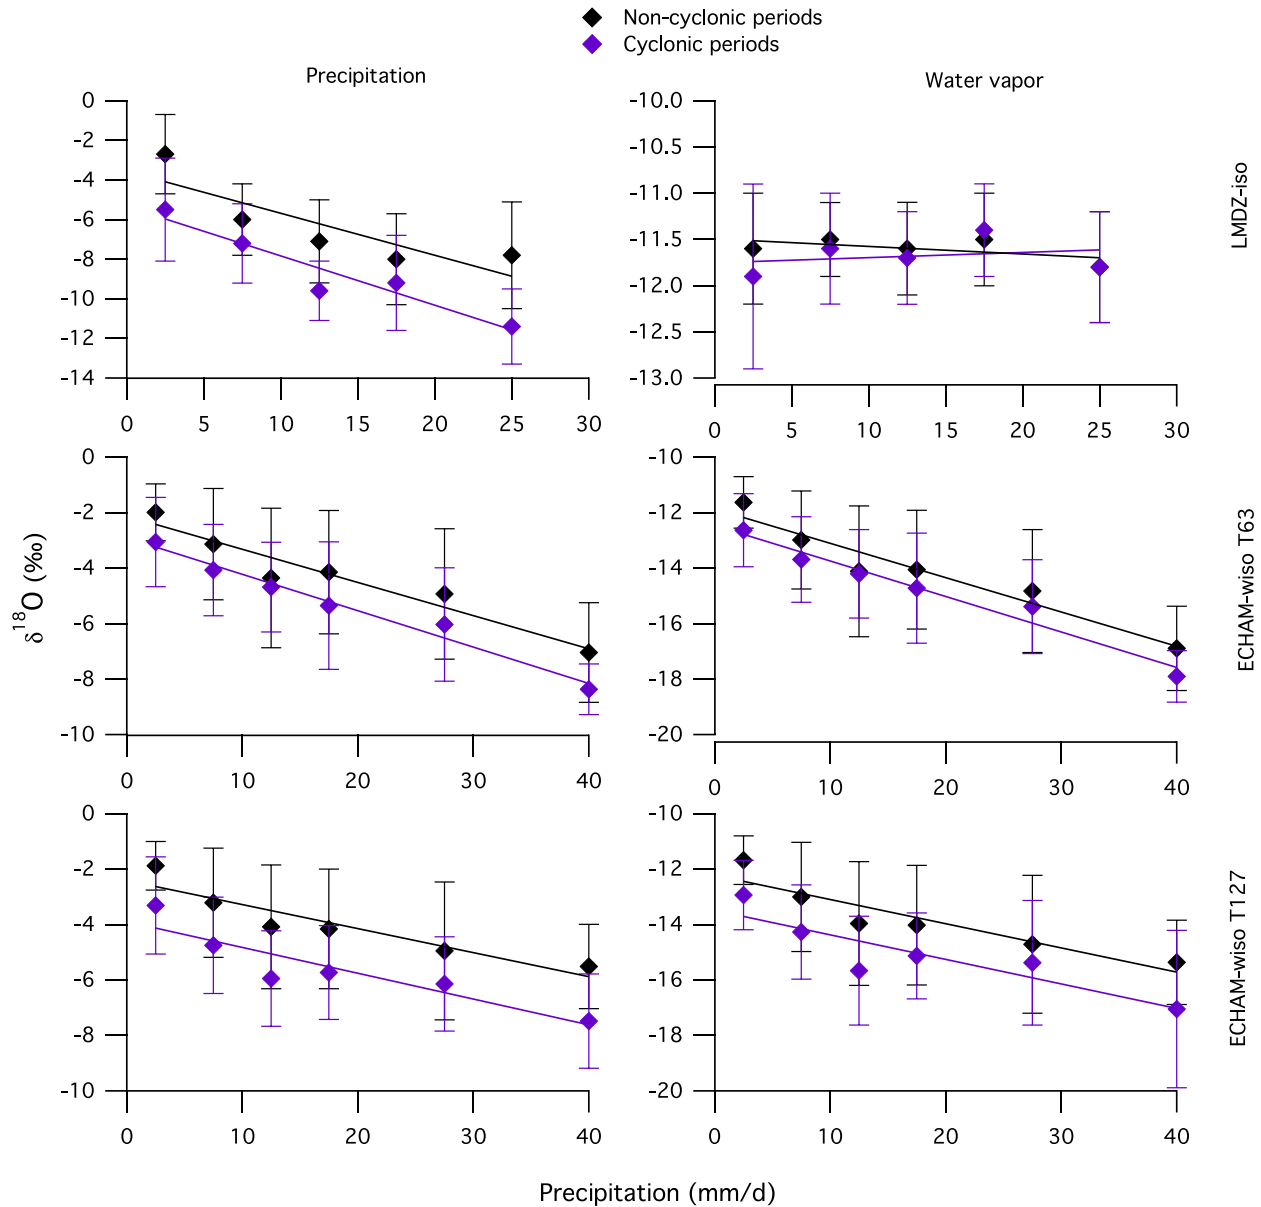 Non-cyclonic periods
Cyclonic periods
Precipitation
Water vapor
0
-2
-4
-6
-8
-10
-12
-14
0 5 10 15 20 25 30
-10.0
-10.5
-11.0
-11.5
-12.0
-12.5
-13.0
0 5 10 15 20 25 30
LMDZ-iso
0
-2
-4
-6
-8
-10
0 10 20 30 40
-10
-12
-14
-16
-18
-20
0 10 20 30 40
ECHAM-wiso T63
δ¹⁸O (‰)
0
-2
-4
-6
-8
-10
0 10 20 30 40
-10
-12
-14
-16
-18
-20
0 10 20 30 40
ECHAM-wiso T127
Precipitation (mm/d)